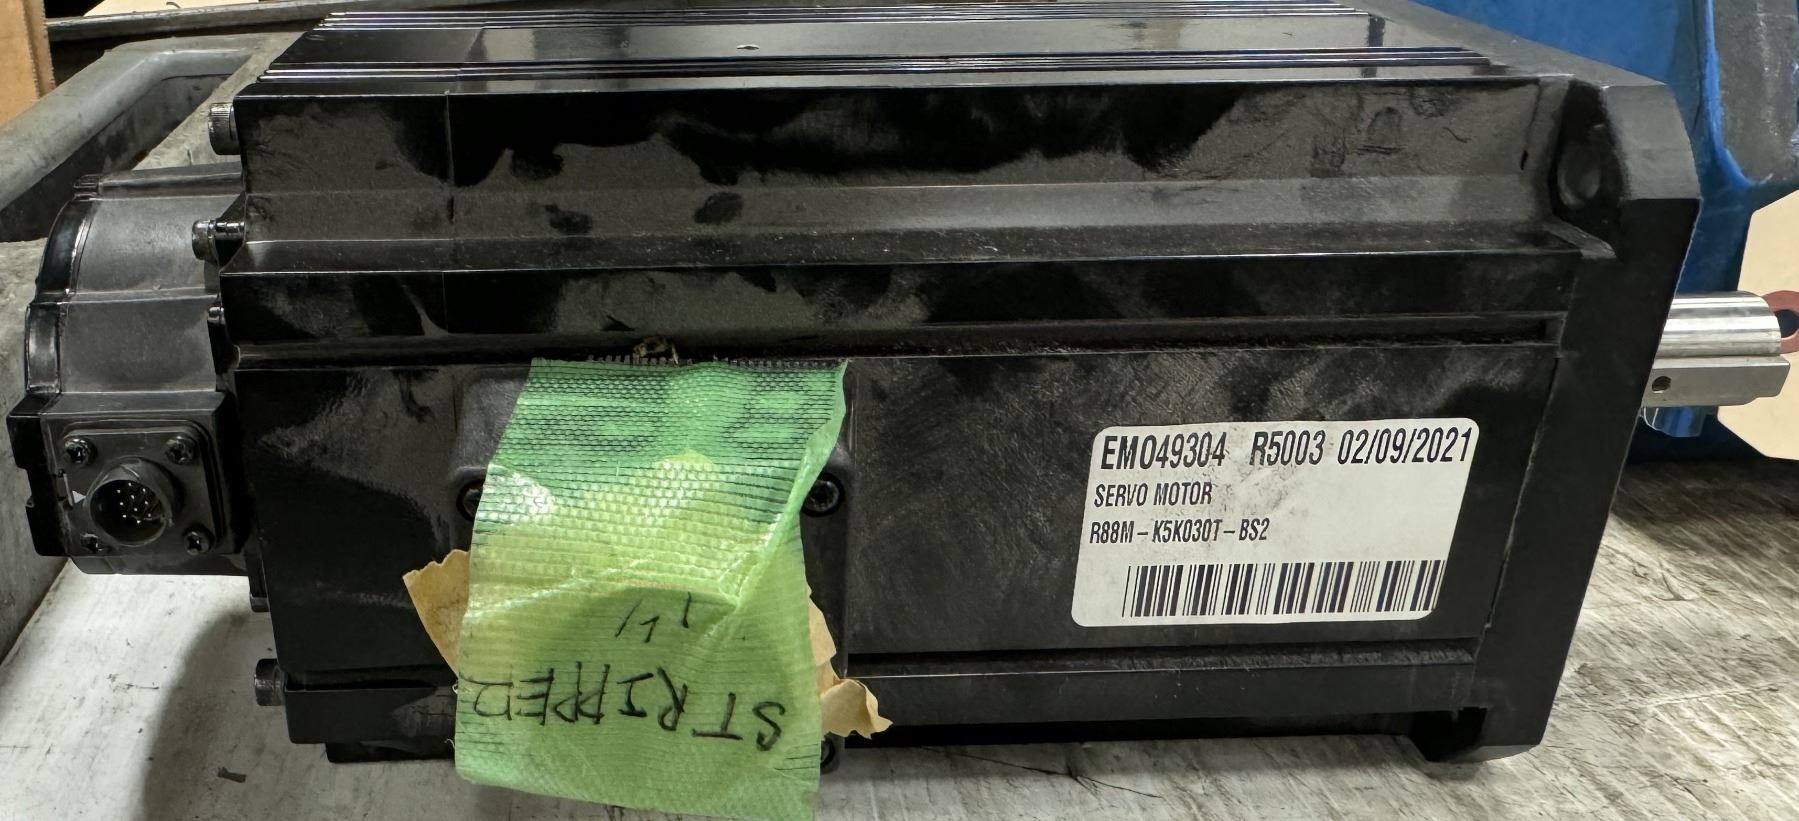 EM049304 R5003 02/09/2021
SERVO MOTOR
R88M-K5K030T-BS2
STRIPPED